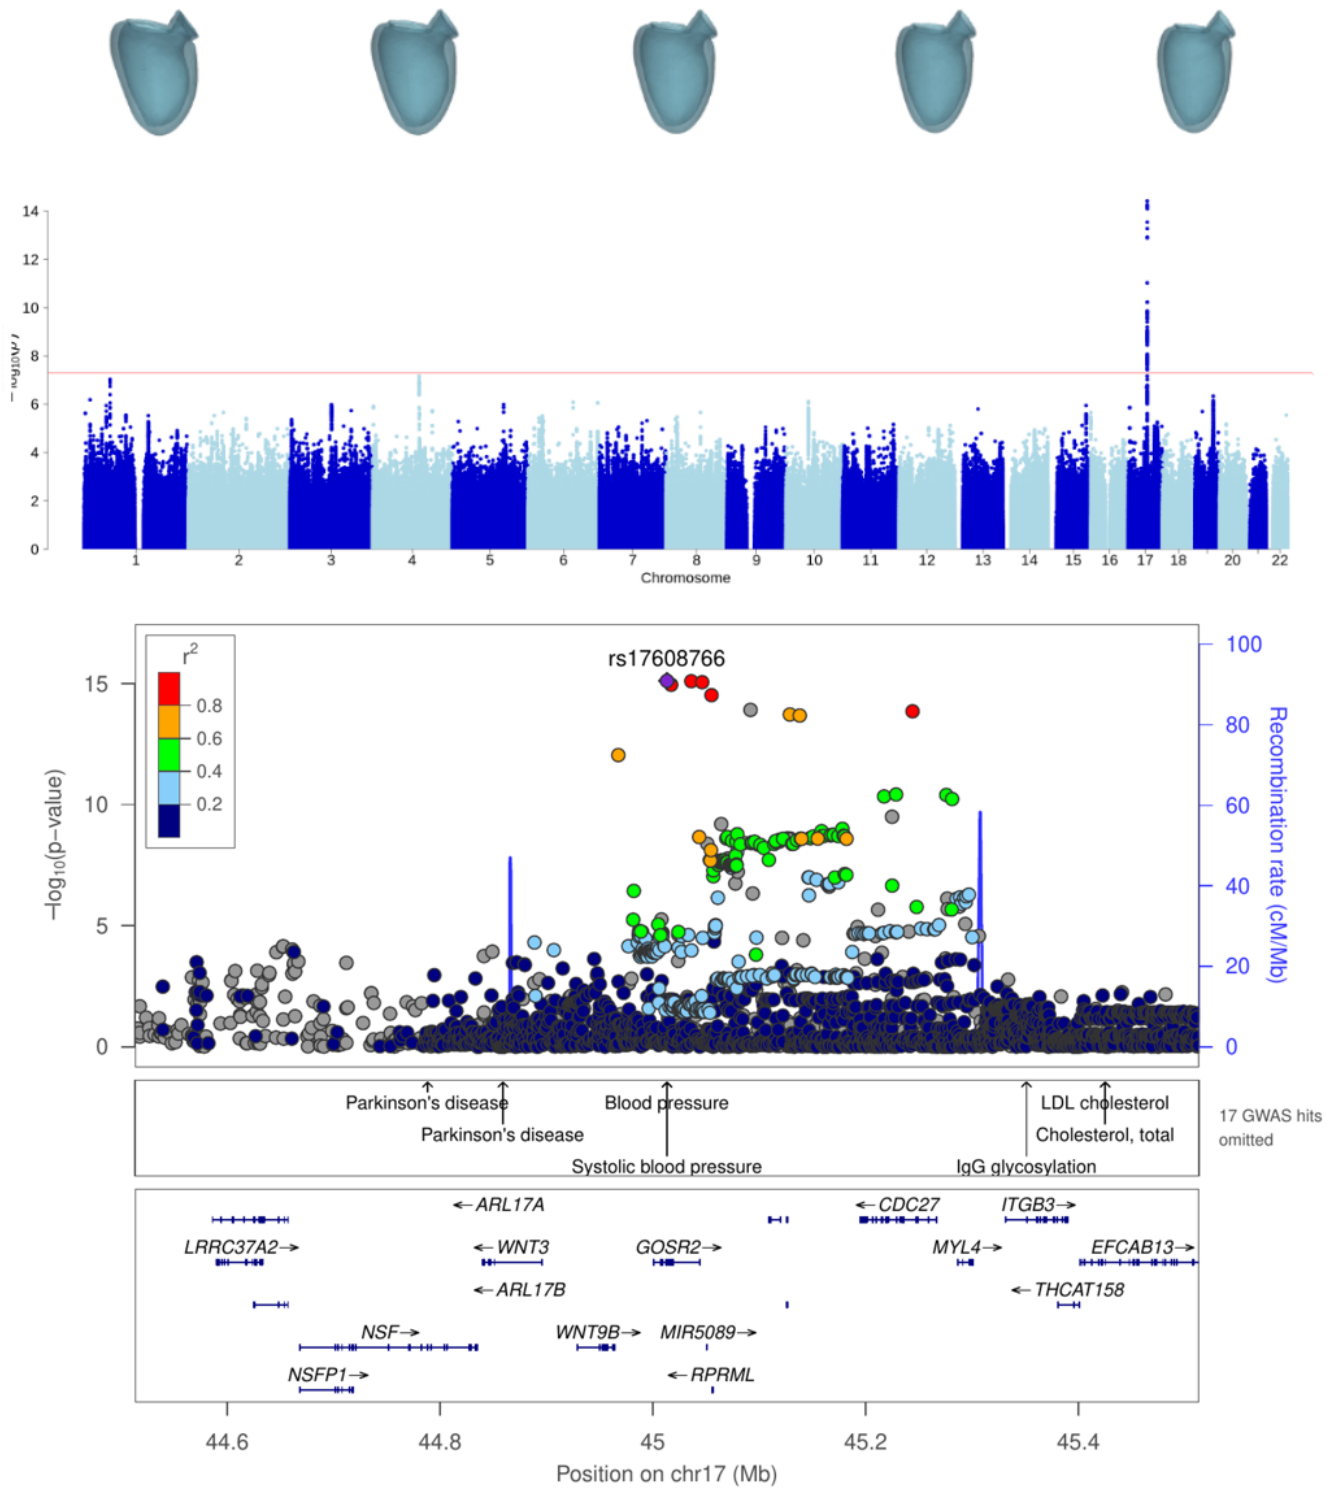 14
12
10
8
6
4
2
0
1 2 3 4 5 6 7 8 9 10 11 12 13 14 15 16 17 18 20 22
Chromosome
rs17608766
r2
0.8
0.6
0.4
0.2
15
10
5
0
−log10(p−value)
100
80
60
40
20
0
Recombination rate (cM/Mb)
Parkinson's disease
Blood pressure
LDL cholesterol
Parkinson's disease
Cholesterol, total
Systolic blood pressure
IgG glycosylation
17 GWAS hits
omitted
←ARL17A ←CDC27 ITGB3→
LRRC37A2→ ←WNT3 GOSR2→ MYL4→ EFCAB13→
←ARL17B ←THCAT158
NSF→ WNT9B→ MIR5089→
NSFP1→ ←RPRML
44.6 44.8 45 45.2 45.4
Position on chr17 (Mb)